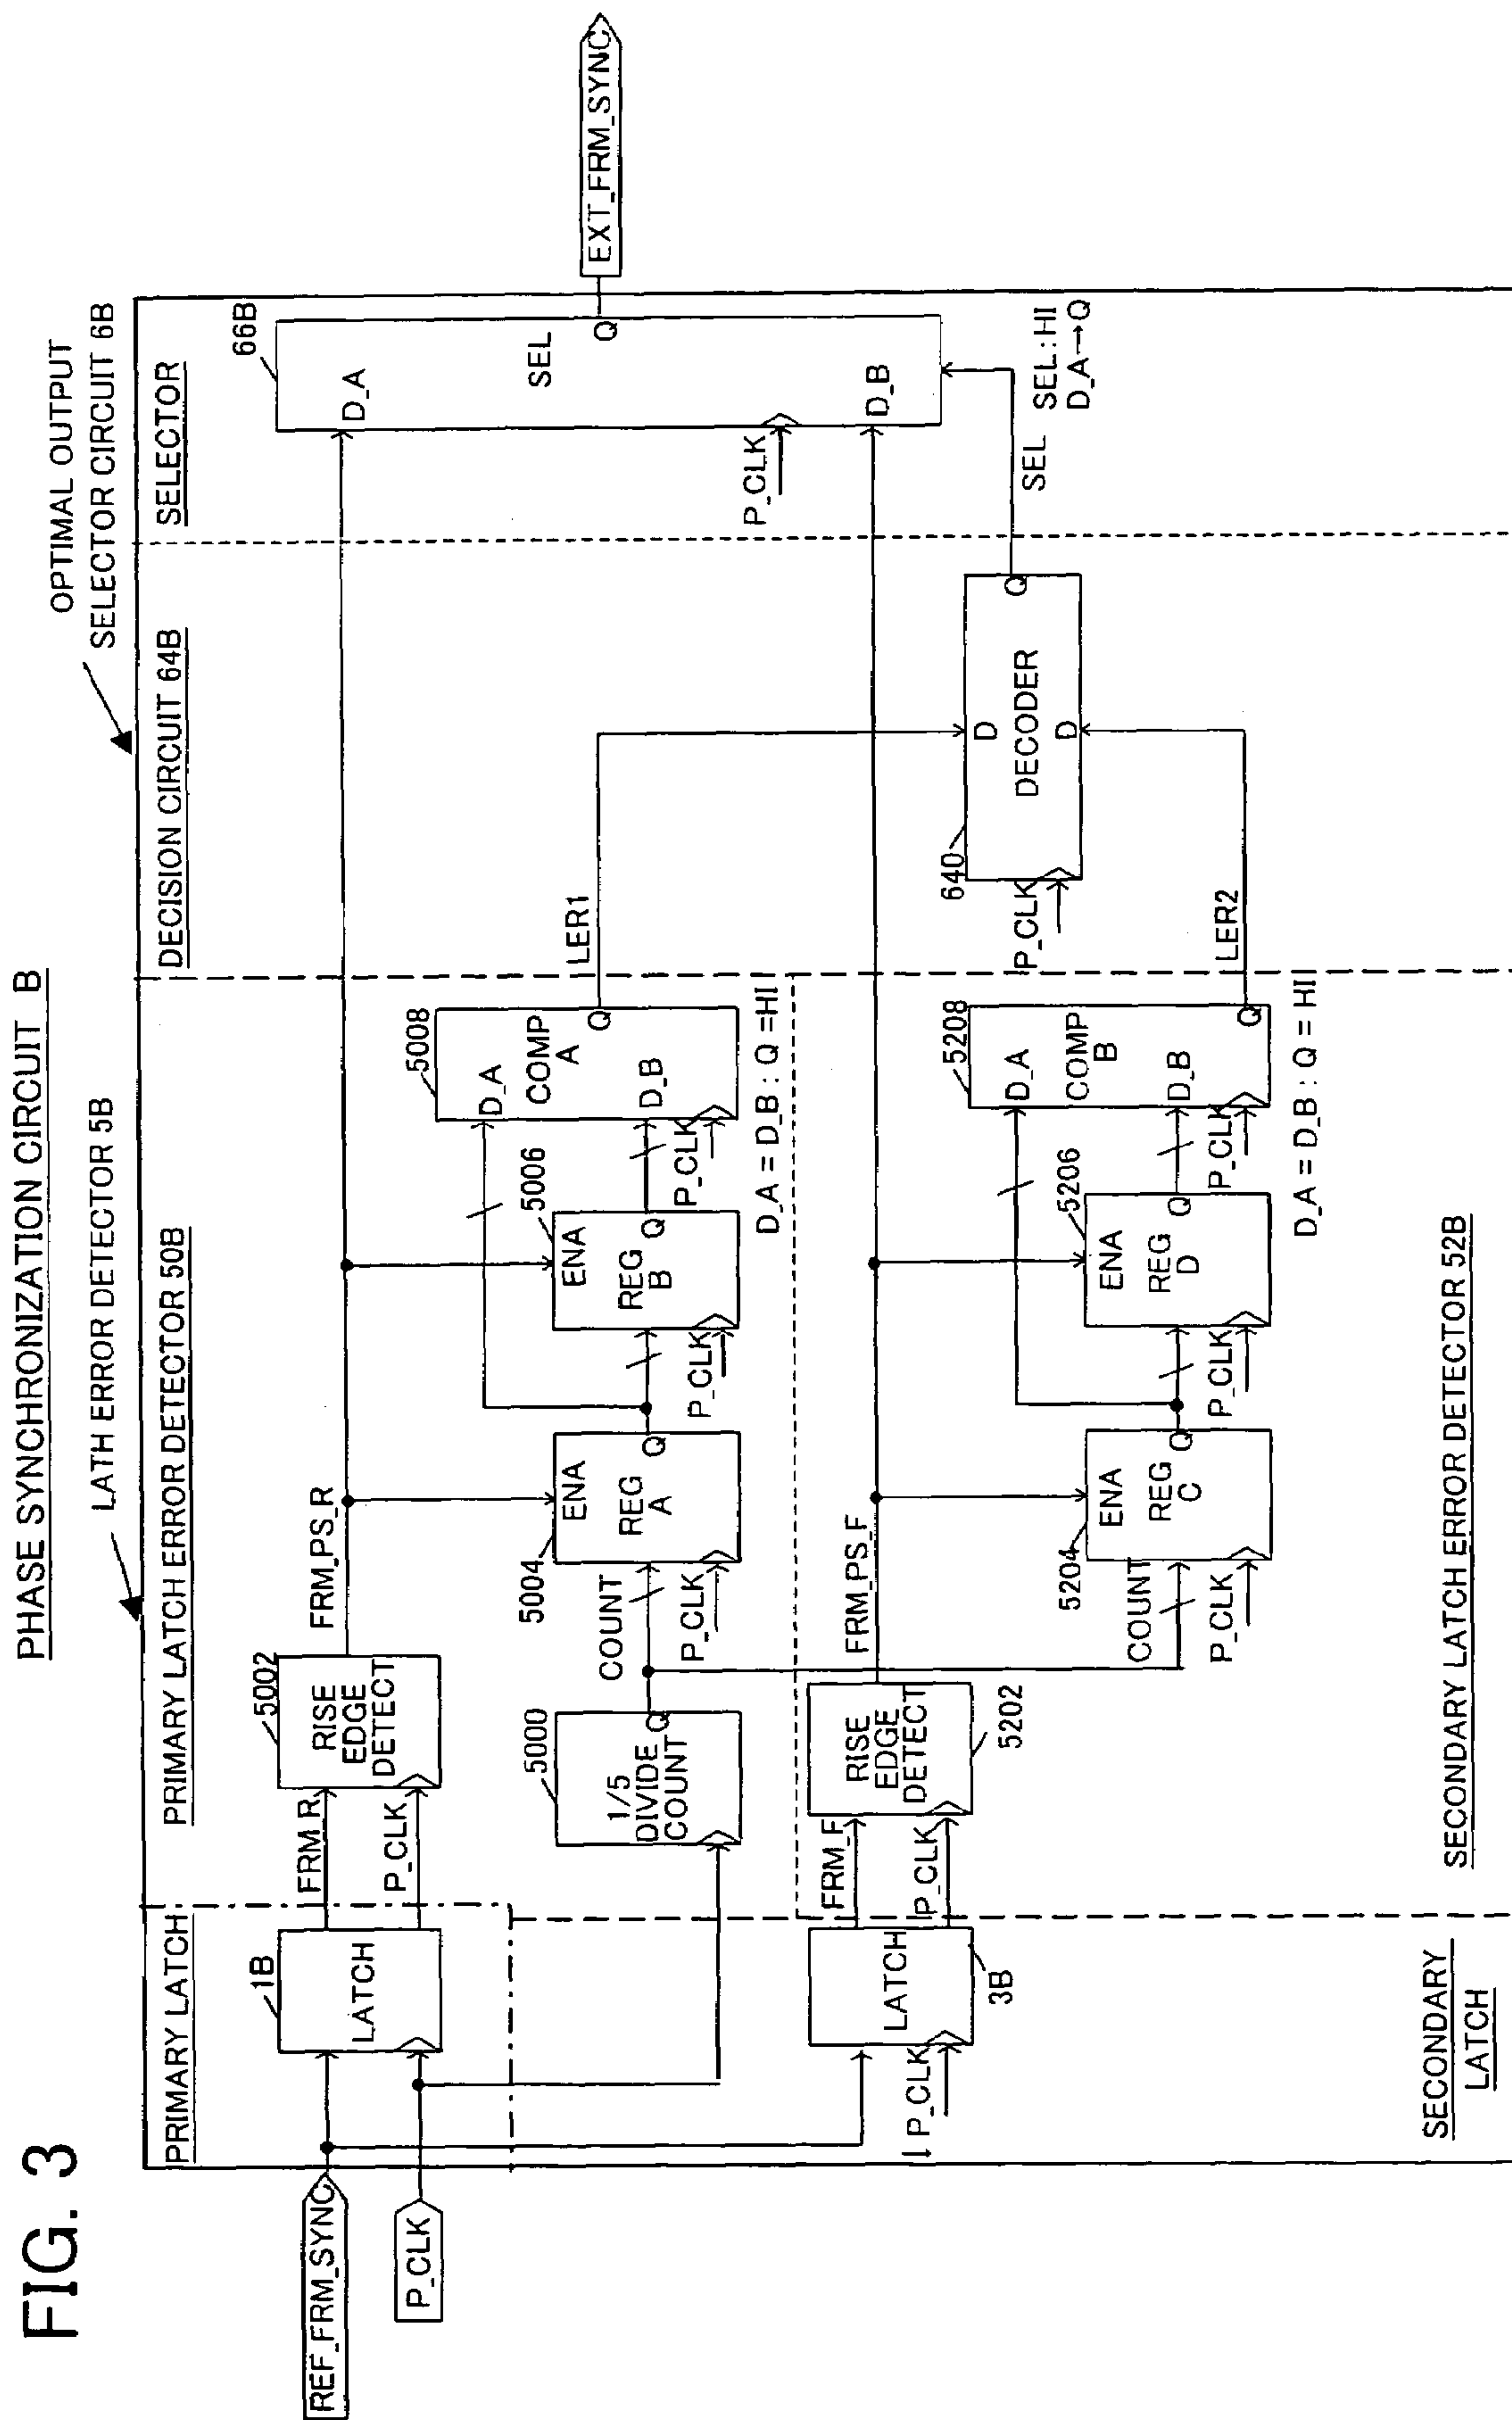 FIG. 3
PHASE SYNCHRONIZATION CIRCUIT B
LATH ERROR DETECTOR 5B
OPTIMAL OUTPUT
SELECTOR CIRCUIT 6B
PRIMARY LATCH
PRIMARY LATCH ERROR DETECTOR 50B
DECISION CIRCUIT 64B
SELECTOR
REF_FRM_SYNC
P_CLK
1B
LATCH
FRM R
P_CLK
5002
RISE
EDGE
DETECT
FRM_PS_R
5000
1/5
DIVIDE
COUNT
Q
COUNT
P_CLK
5004
ENA
REG
A
Q
P_CLK
5006
ENA
REG
B
Q
P_CLK
5008
D_A
COMP
A
D_B
Q
D_A = D_B : Q =HI
LER1
66B
D_A
SEL
Q
P_CLK
D_B
EXT_FRM_SYNC
↓P_CLK
LATCH
3B
FRM_F
P_CLK
RISE
EDGE
DETECT
5202
FRM_PS_F
COUNT
P_CLK
5204
ENA
REG
C
Q
P_CLK
5206
ENA
REG
D
Q
P_CLK
5208
D_A
COMP
B
D_B
Q
D_A = D_B : Q = HI
LER2
640
P_CLK
D
DECODER
D
Q
SEL
SEL:HI
D_A→Q
SECONDARY
LATCH
SECONDARY LATCH ERROR DETECTOR 52B